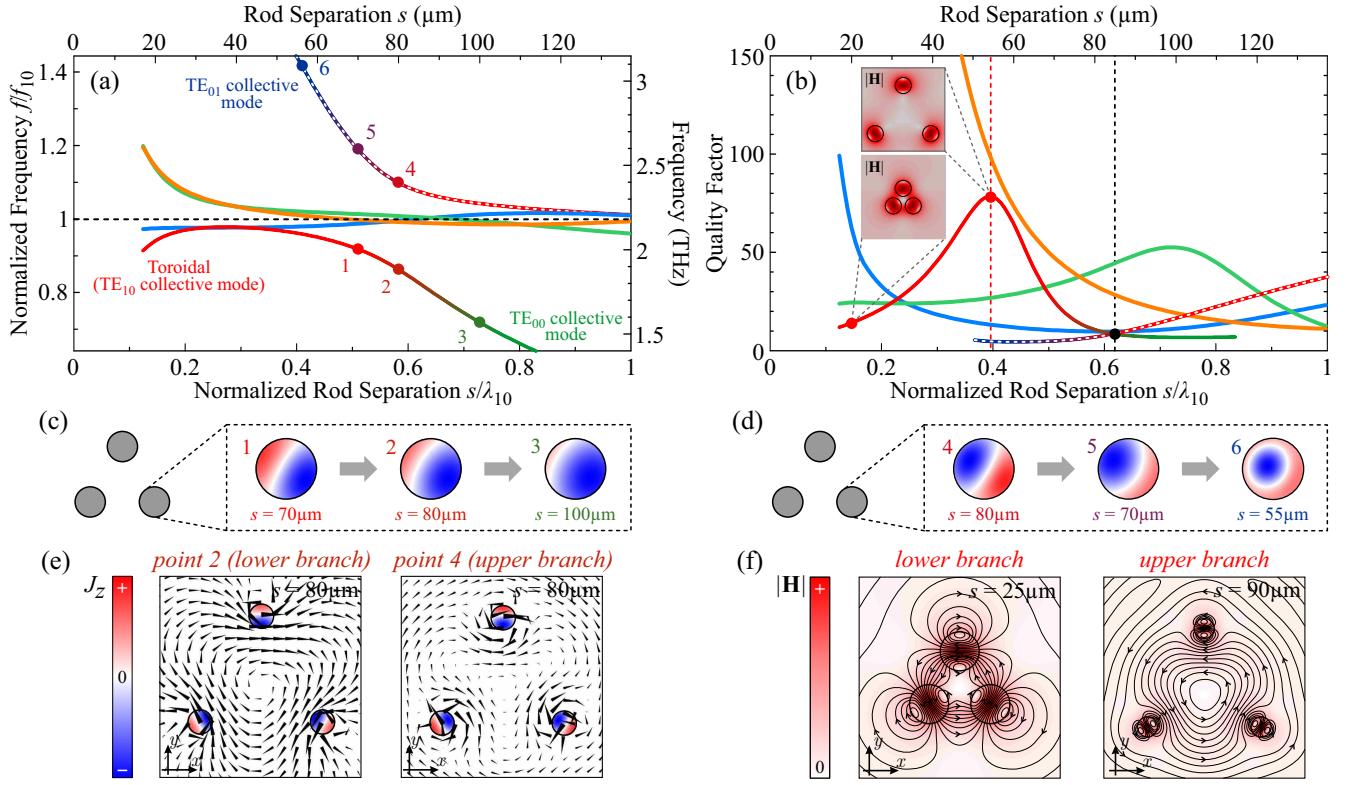 Rod Separation s (µm)
0 20 40 60 80 100 120
(a)
1.4
1.2
1
0.8
Normalized Frequency f/f10
3
2.5
2
1.5
Frequency (THz)
TE01 collective
mode
6
5
4
Toroidal
(TE10 collective mode)
1
2
3
TE00 collective
mode
0 0.2 0.4 0.6 0.8 1
Normalized Rod Separation s/λ10
Rod Separation s (µm)
0 20 40 60 80 100 120
(b)
150
100
50
20
10
0
Quality Factor
|H|
|H|
0 0.2 0.4 0.6 0.8 1
Normalized Rod Separation s/λ10
(c)
1 2 3
s = 70µm s = 80µm s = 100µm
(d)
4 5 6
s = 80µm s = 70µm s = 55µm
(e)
point 2 (lower branch) point 4 (upper branch)
Jz
+
0
−
s = 80µm s = 80µm
y y
x x
(f)
lower branch upper branch
|H|
+
0
s = 25µm s = 90µm
y y
x x